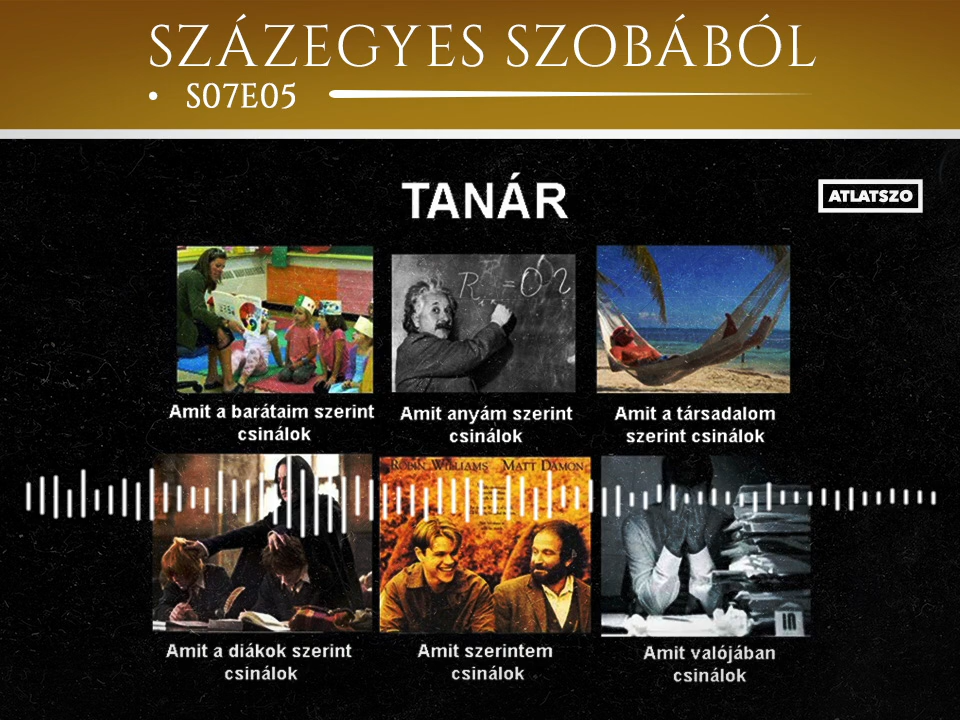 SZÁZEGYES SZOBÁBÓL
• S07E05
TANÁR
ATLATSZO
R =O
Amit a barátaim szerint
csinálok
Amit anyám szerint
csinálok
Amit a társadalom
szerint csinálok
ROBIN WILLIAMS MATT DAMON
IN
Amit a diákok szerint
csinálok
Amit szerintem
csinálok
Amit valójában
csinálok